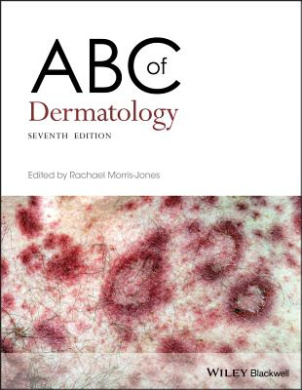 ABC of
Dermatology
SEVENTH EDITION
Edited by Rachael Morris-Jones
WILEY Blackwell